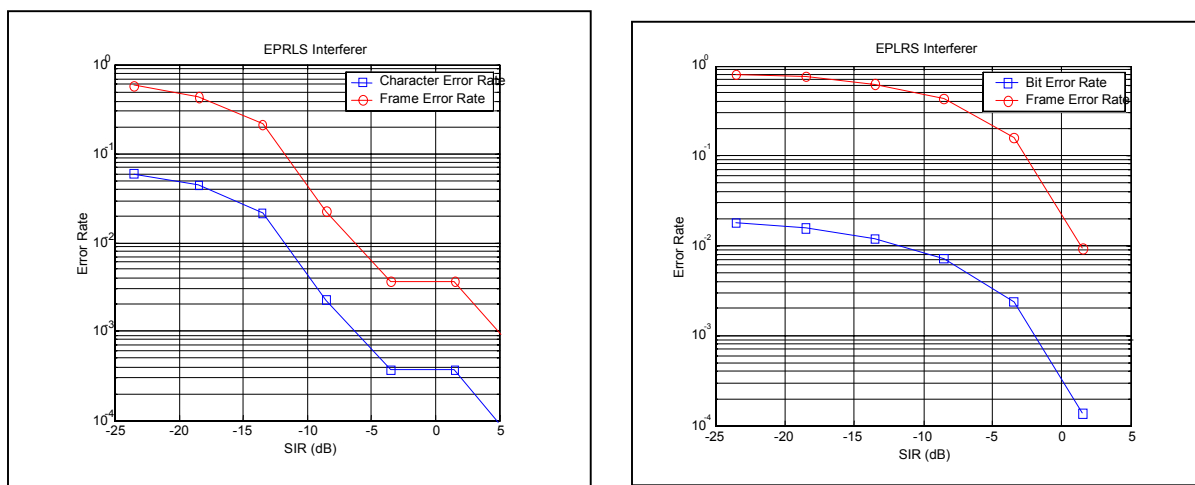 EPRLS Interferer
Character Error Rate
Frame Error Rate
Error Rate
10^0
10^-1
10^-2
10^-3
10^-4
-25 -20 -15 -10 -5 0 5
SIR (dB)
EPLRS Interferer
Bit Error Rate
Frame Error Rate
Error Rate
10^0
10^-1
10^-2
10^-3
10^-4
-25 -20 -15 -10 -5 0 5
SIR (dB)